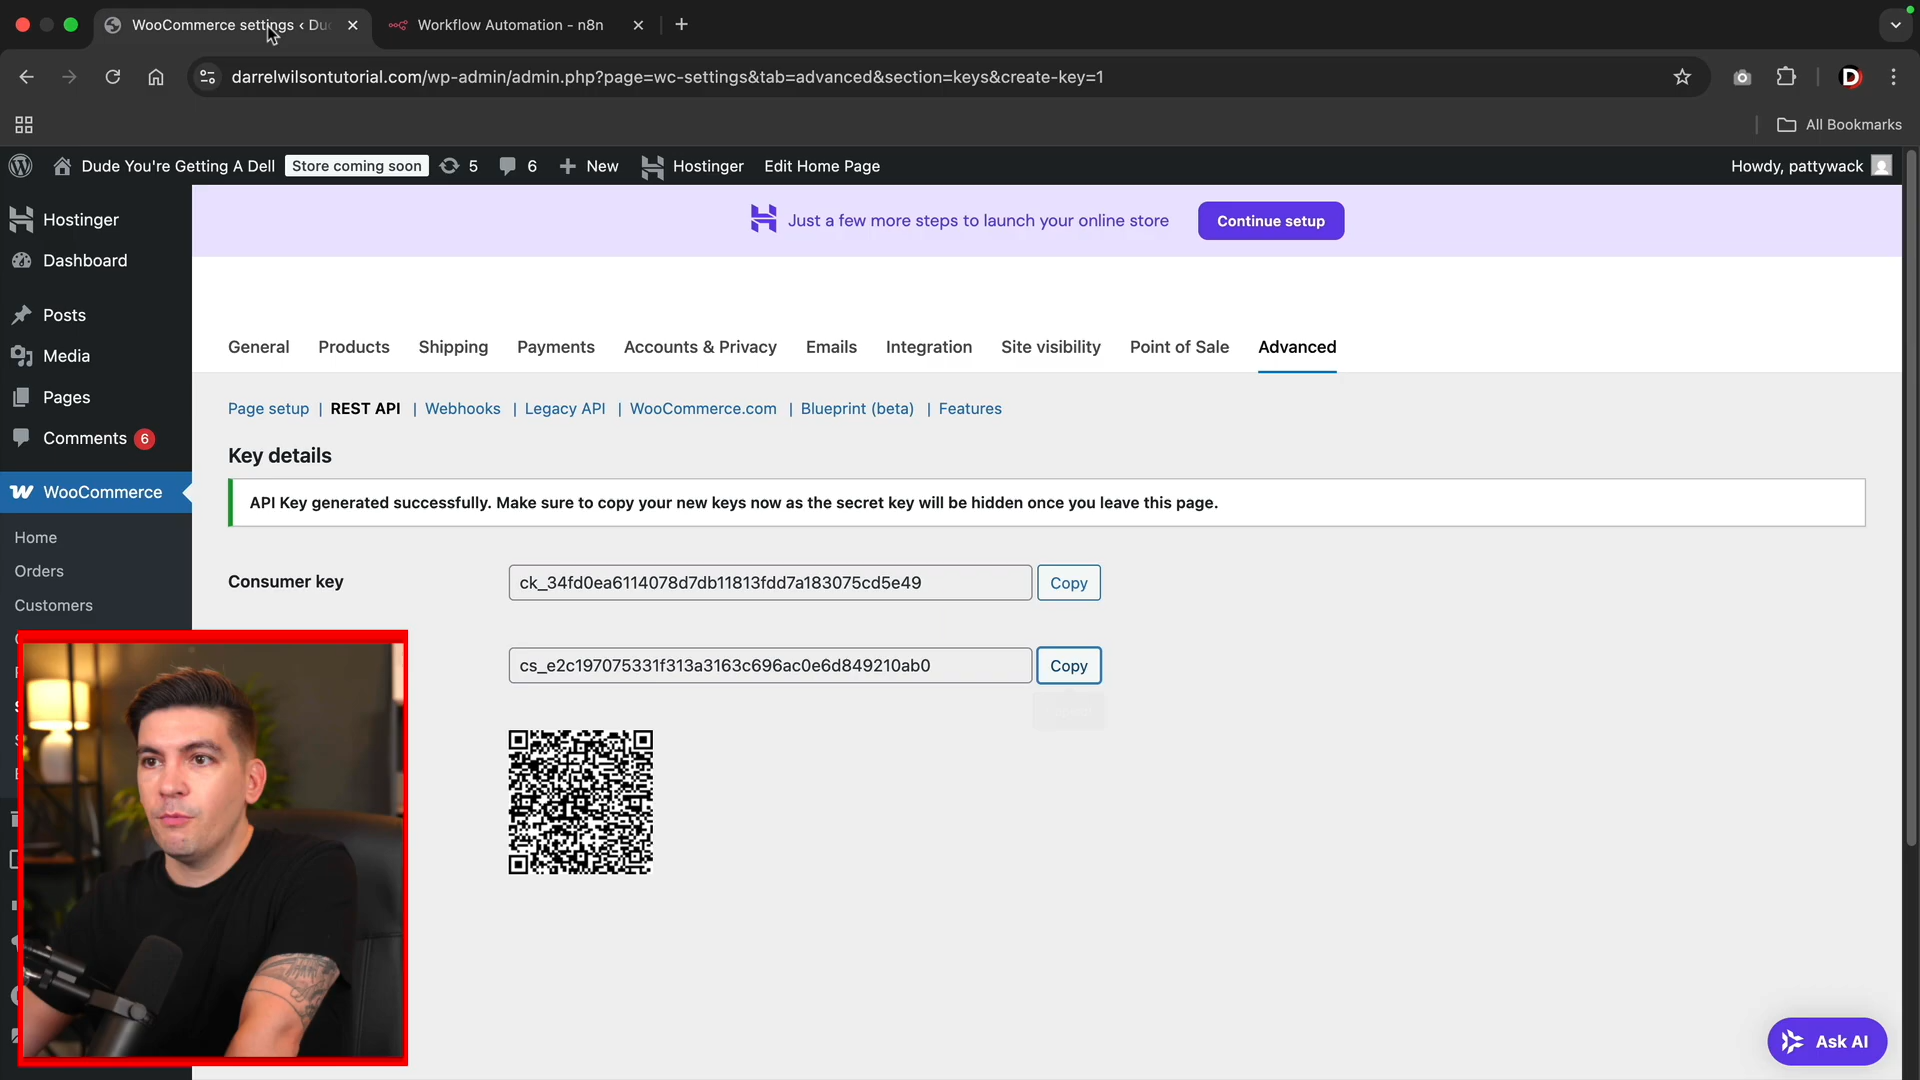 WooCommerce settings ‹ Du
Workflow Automation - n8n
darrelwilsontutorial.com/wp-admin/admin.php?page=wc-settings&tab=advanced&section=keys&create-key=1
D
All Bookmarks
Dude You're Getting A Dell
Store coming soon
5
6
New
Hostinger
Edit Home Page
Howdy, pattywack
Hostinger
Dashboard
Posts
Media
Pages
Comments 6
WooCommerce
Home
Orders
Customers
Just a few more steps to launch your online store
Continue setup
General
Products
Shipping
Payments
Accounts & Privacy
Emails
Integration
Site visibility
Point of Sale
Advanced
Page setup | REST API | Webhooks | Legacy API | WooCommerce.com | Blueprint (beta) | Features
Key details
API Key generated successfully. Make sure to copy your new keys now as the secret key will be hidden once you leave this page.
Consumer key
ck_34fd0ea6114078d7db11813fdd7a183075cd5e49
Copy
cs_e2c197075331f313a3163c696ac0e6d849210ab0
Copy
Ask AI